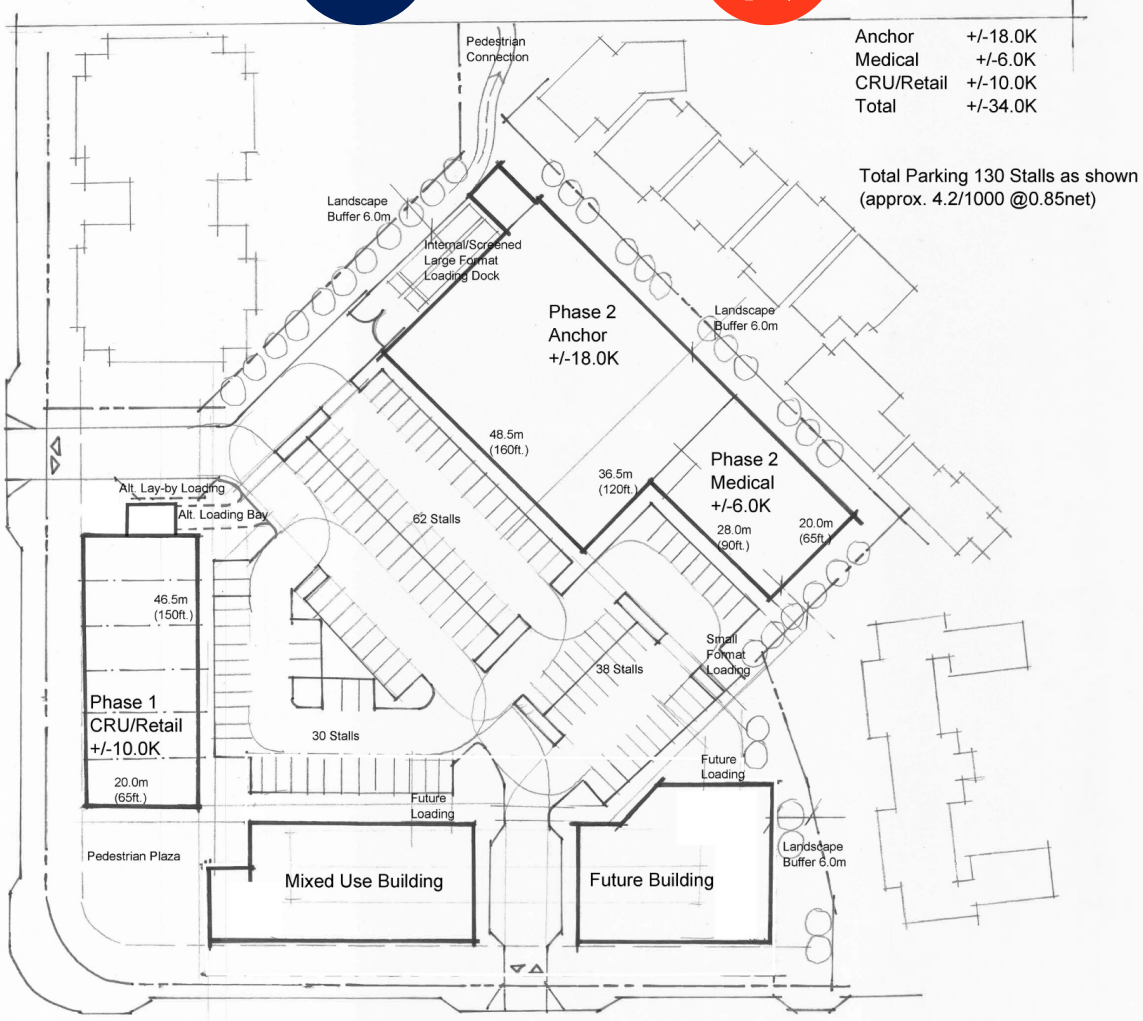 Pedestrian
Connection
Anchor +/-18.0K
Medical +/-6.0K
CRU/Retail +/-10.0K
Total +/-34.0K
Total Parking 130 Stalls as shown
(approx. 4.2/1000 @0.85net)
Landscape
Buffer 6.0m
Internal/Screened
Large Format
Loading Dock
Phase 2
Anchor
+/-18.0K
Landscape
Buffer 6.0m
48.5m
(160ft.)
36.5m
(120ft.)
Phase 2
Medical
+/-6.0K
28.0m
(90ft.)
20.0m
(65ft.)
Alt. Lay-by Loading
Alt. Loading Bay
62 Stalls
46.5m
(150ft.)
Phase 1
CRU/Retail
+/-10.0K
20.0m
(65ft.)
Small
Format
Loading
38 Stalls
30 Stalls
Future
Loading
Future
Loading
Pedestrian Plaza
Mixed Use Building
Future Building
Landscape
Buffer 6.0m